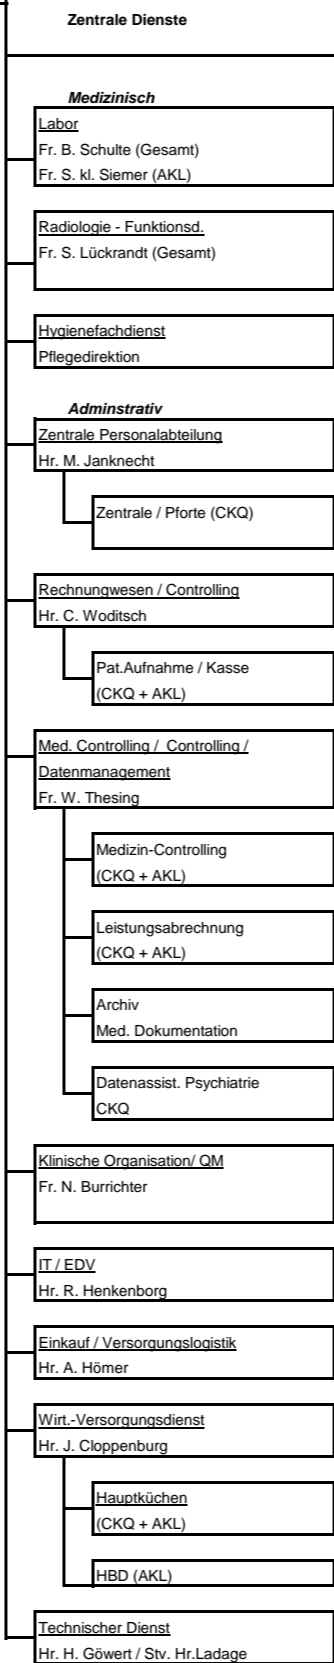 Zentrale Dienste
Medizinisch
Labor
Fr. B. Schulte (Gesamt)
Fr. S. kl. Siemer (AKL)
Radiologie - Funktionsd.
Fr. S. Lückrandt (Gesamt)
Hygienefachdienst
Pflegedirektion
Adminstrativ
Zentrale Personalabteilung
Hr. M. Janknecht
Zentrale / Pforte (CKQ)
Rechnungwesen / Controlling
Hr. C. Woditsch
Pat.Aufnahme / Kasse
(CKQ + AKL)
Med. Controlling / Controlling /
Datenmanagement
Fr. W. Thesing
Medizin-Controlling
(CKQ + AKL)
Leistungsabrechnung
(CKQ + AKL)
Archiv
Med. Dokumentation
Datenassist. Psychiatrie
CKQ
Klinische Organisation/ QM
Fr. N. Burrichter
IT / EDV
Hr. R. Henkenborg
Einkauf / Versorgungslogistik
Hr. A. Hömer
Wirt.-Versorgungsdienst
Hr. J. Cloppenburg
Hauptküchen
(CKQ + AKL)
HBD (AKL)
Technischer Dienst
Hr. H. Göwert / Stv. Hr.Ladage